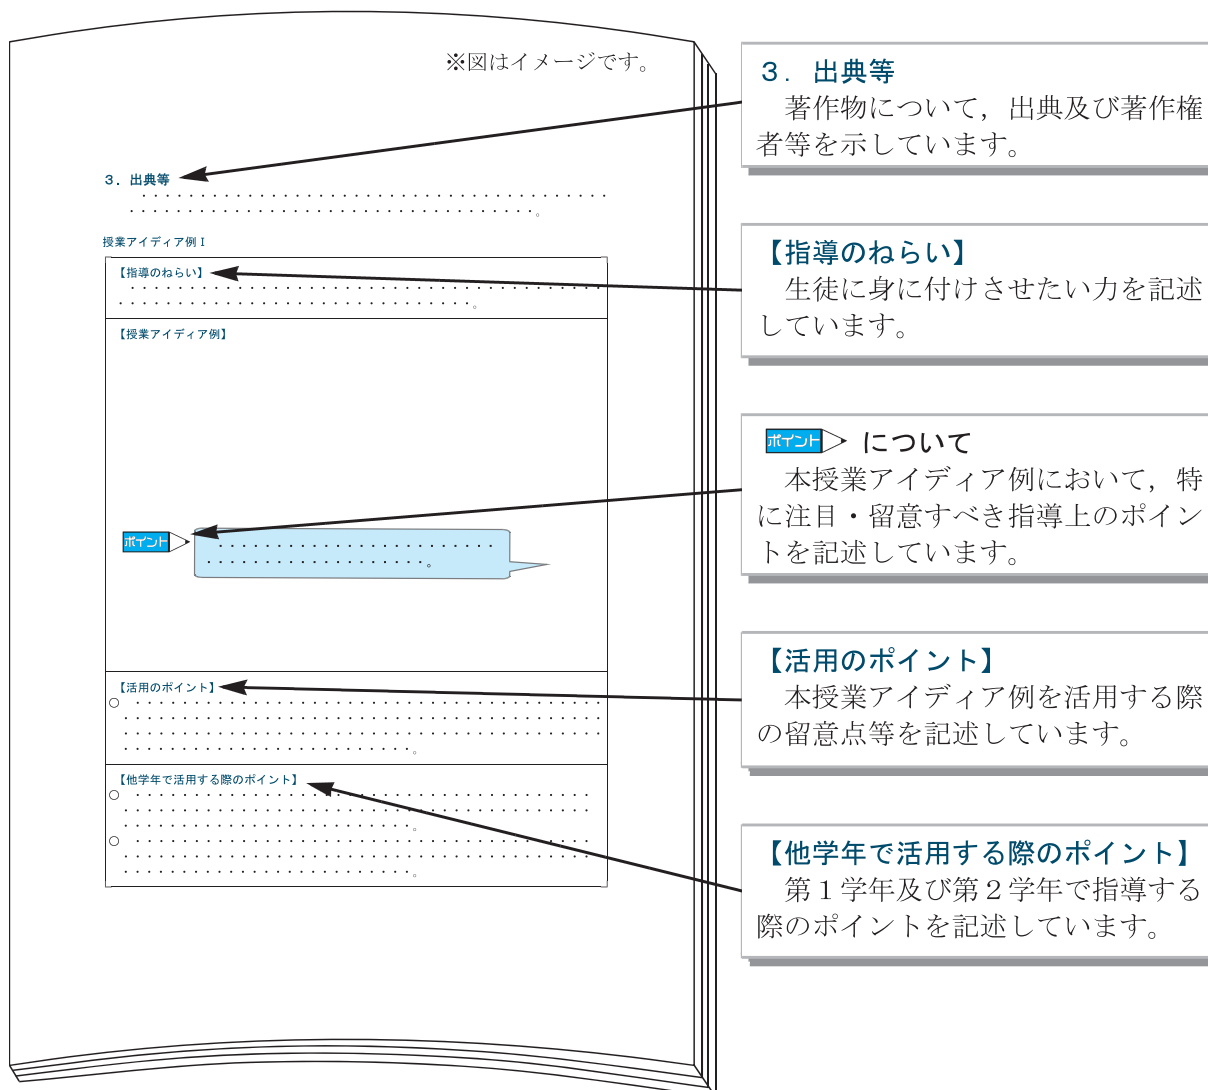 ※図はイメージです。
３．出典等
授業アイディア例Ⅰ
【指導のねらい】
【授業アイディア例】
ポイント
【活用のポイント】
○
【他学年で活用する際のポイント】
○
○
３．出典等
著作物について，出典及び著作権
者等を示しています。
【指導のねらい】
生徒に身に付けさせたい力を記述
しています。
ポイント について
本授業アイディア例において，特
に注目・留意すべき指導上のポイン
トを記述しています。
【活用のポイント】
本授業アイディア例を活用する際
の留意点等を記述しています。
【他学年で活用する際のポイント】
第１学年及び第２学年で指導する
際のポイントを記述しています。